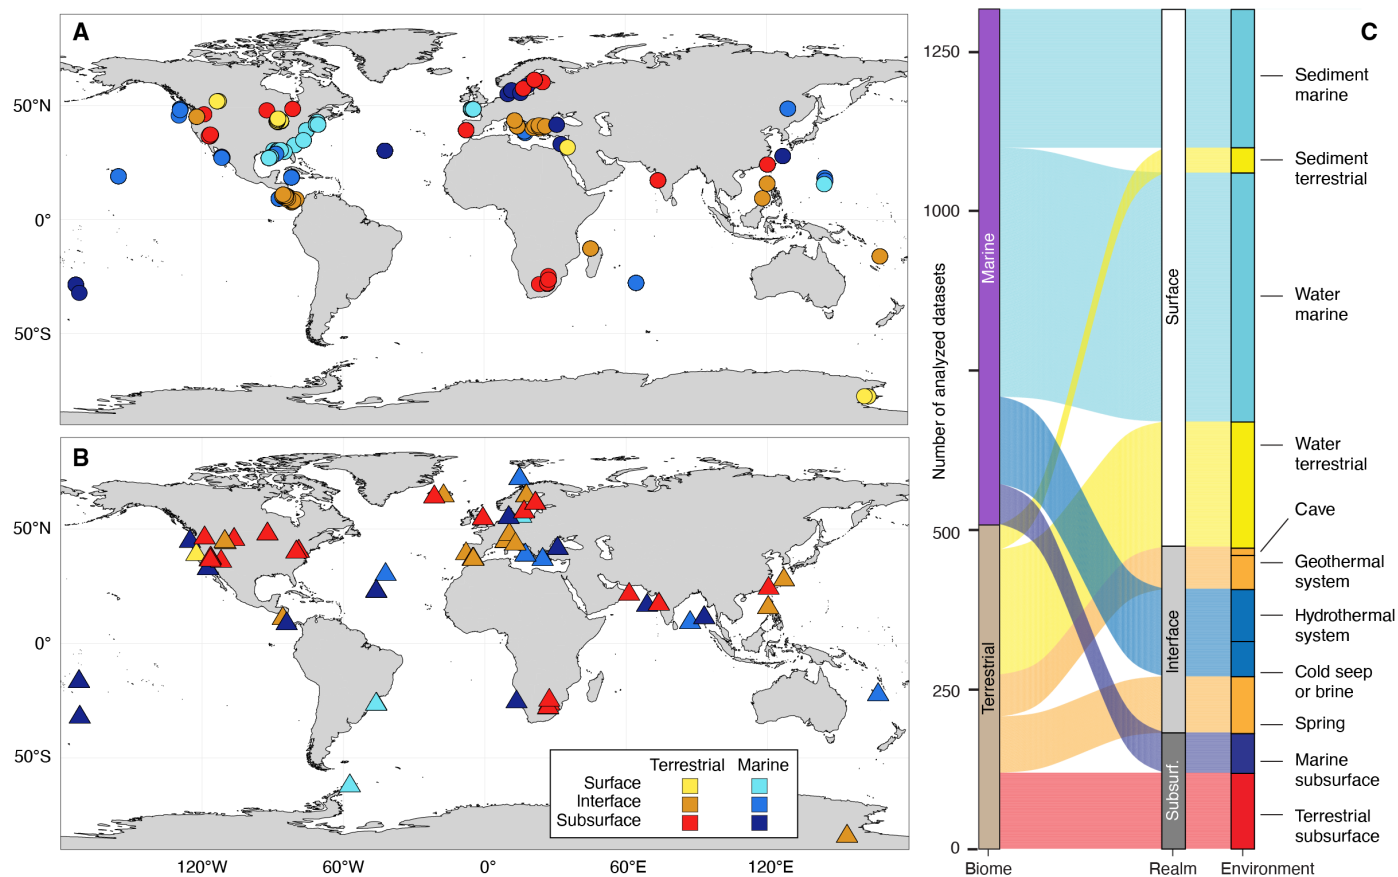 A
50°N
0°
50°S
B
50°N
0°
50°S
120°W
60°W
0°
60°E
120°E
Terrestrial Marine
Surface
Interface
Subsurface
C
Number of analyzed datasets
1250
1000
500
250
0
Marine
Terrestrial
Surface
Interface
Subsurf.
Biome
Realm
Environment
Sediment
marine
Sediment
terrestrial
Water
marine
Water
terrestrial
Cave
Geothermal
system
Hydrothermal
system
Cold seep
or brine
Spring
Marine
subsurface
Terrestrial
subsurface